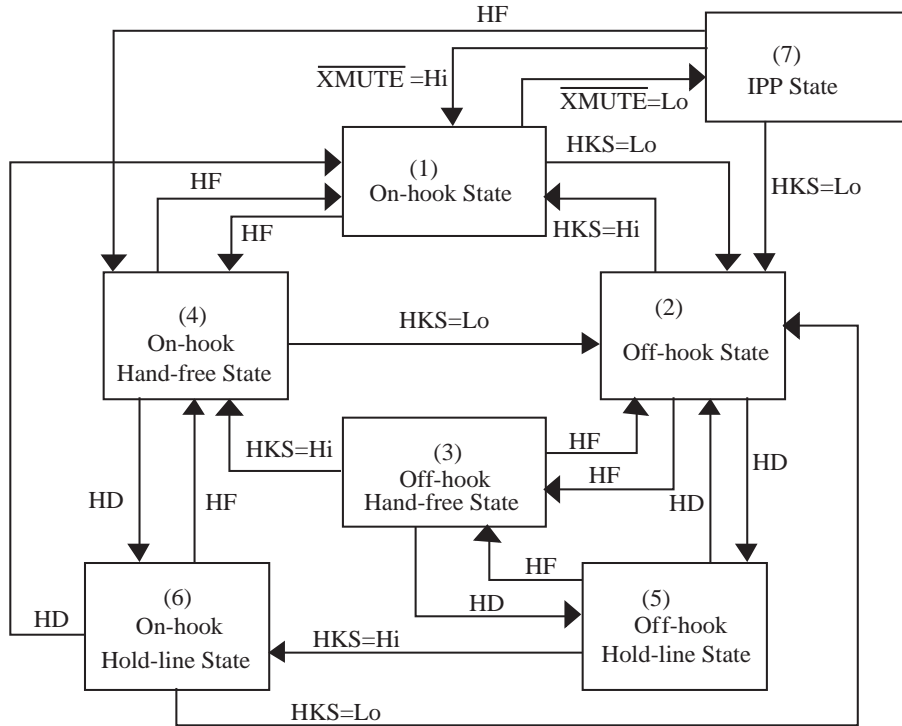 HF
(7)
IPP State
XMUTE =Hi
XMUTE=Lo
(1)
On-hook State
HKS=Lo
HKS=Lo
HF
HF
HKS=Hi
(4)
On-hook
Hand-free State
HKS=Lo
(2)
Off-hook State
HKS=Hi
(3)
Off-hook
Hand-free State
HF
HF
HD
HD
HF
HD
HF
HD
(6)
On-hook
Hold-line State
HD
HKS=Hi
(5)
Off-hook
Hold-line State
HKS=Lo